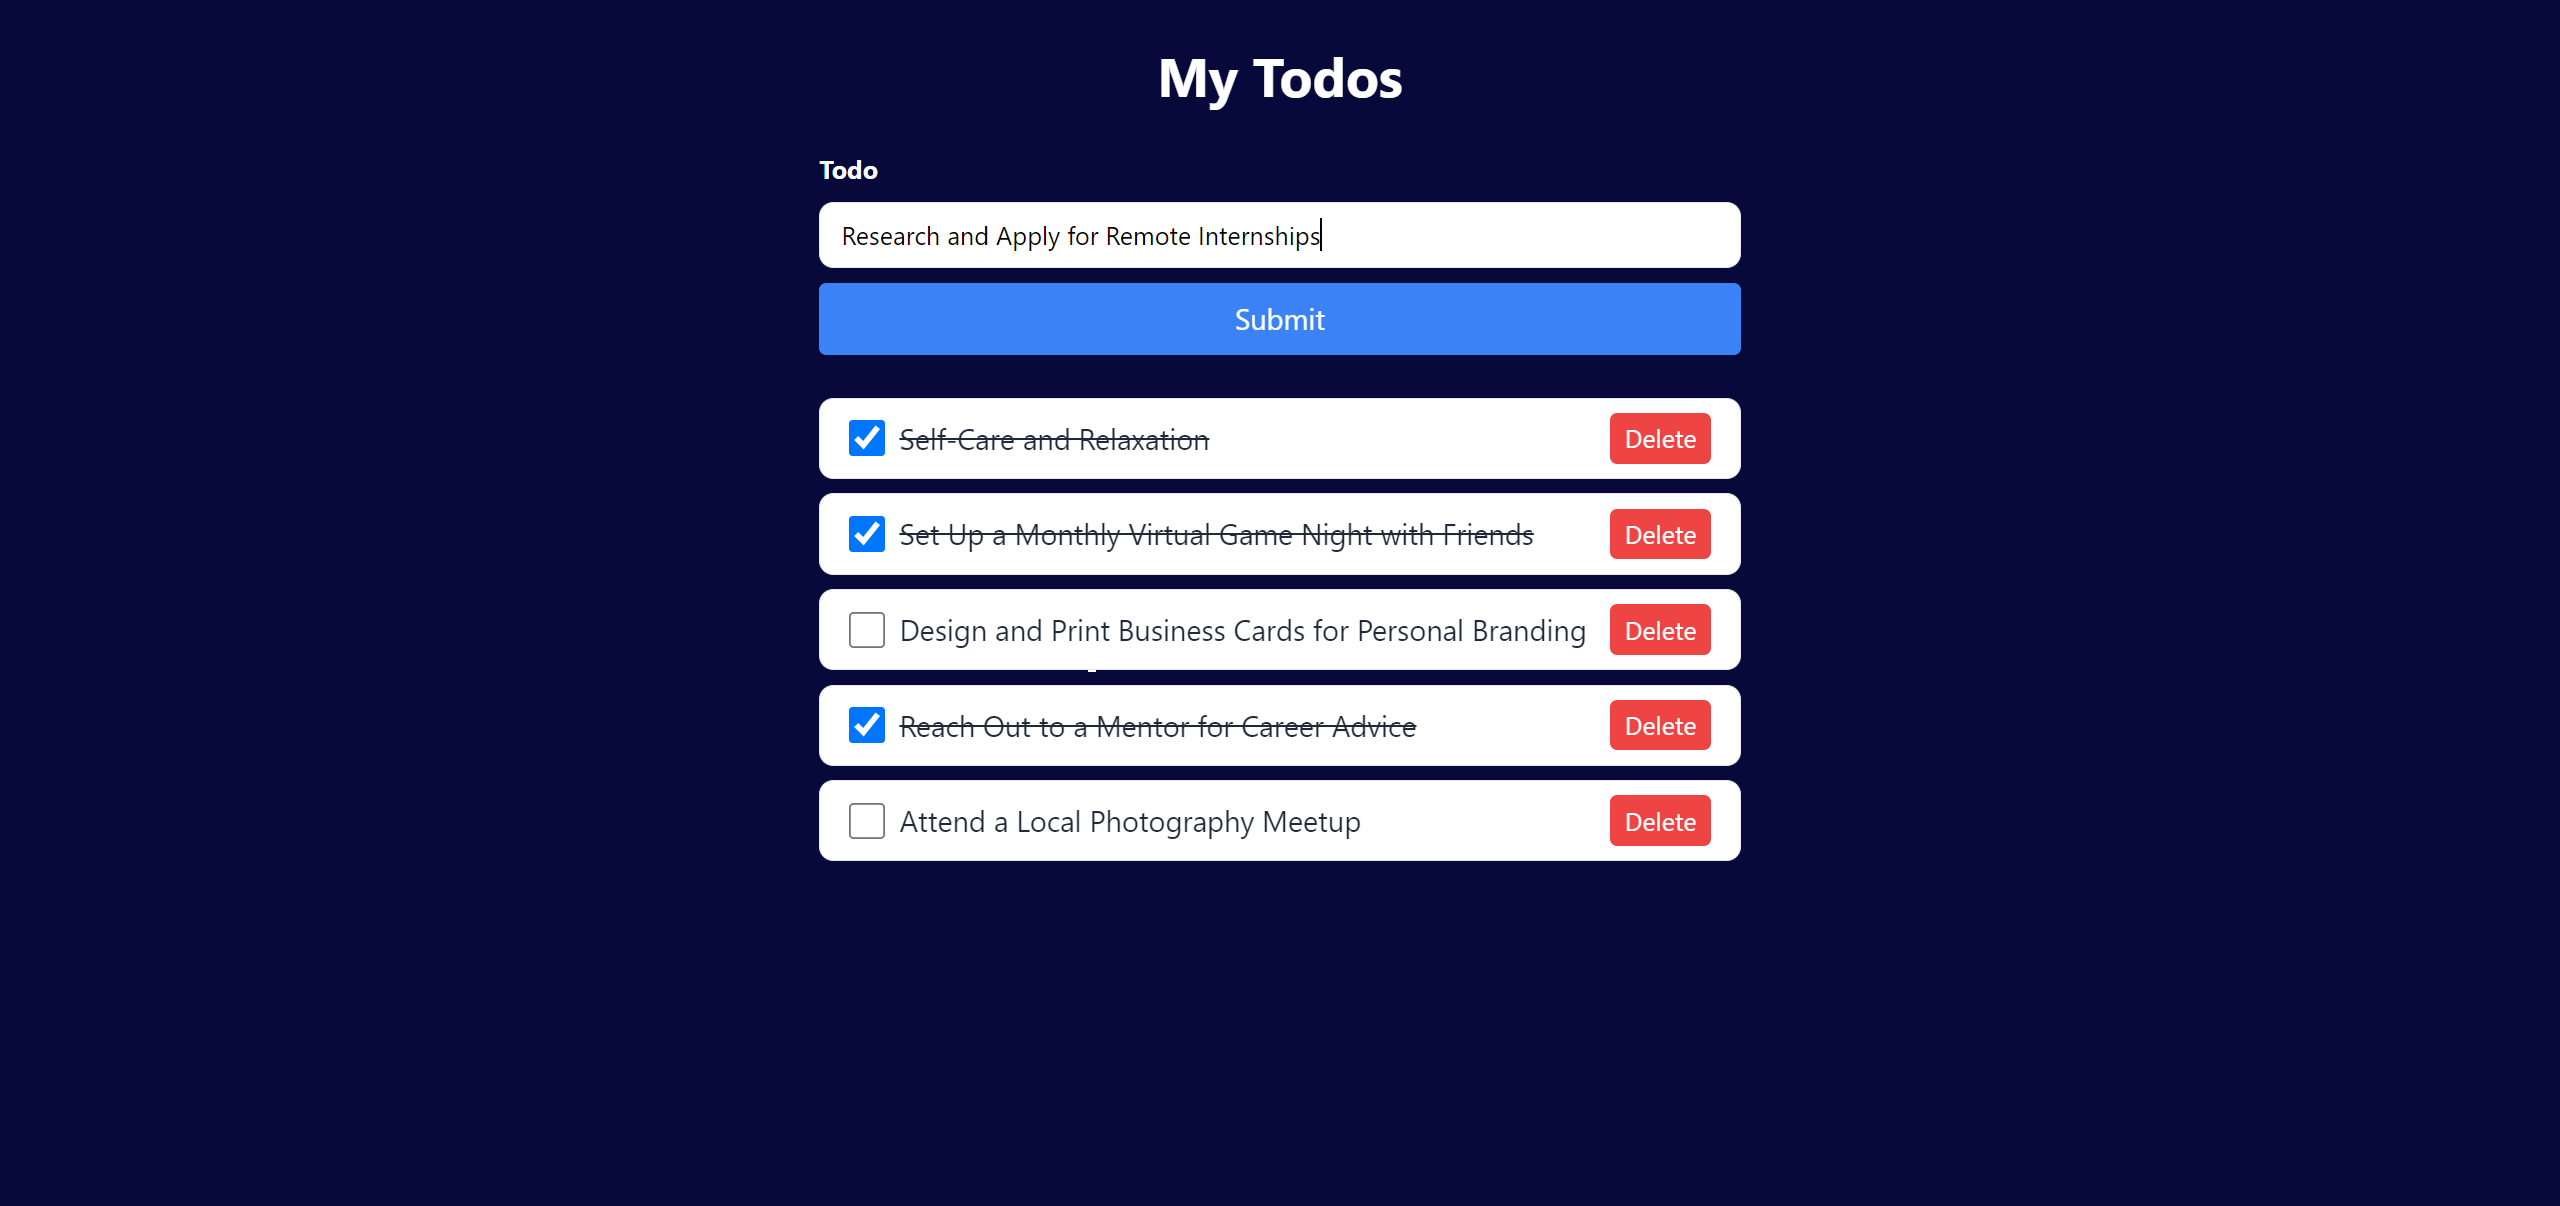 My Todos
Todo
Research and Apply for Remote Internships
Submit
Self-Care and Relaxation Delete
Set Up a Monthly Virtual Game Night with Friends Delete
Design and Print Business Cards for Personal Branding Delete
Reach Out to a Mentor for Career Advice Delete
Attend a Local Photography Meetup Delete